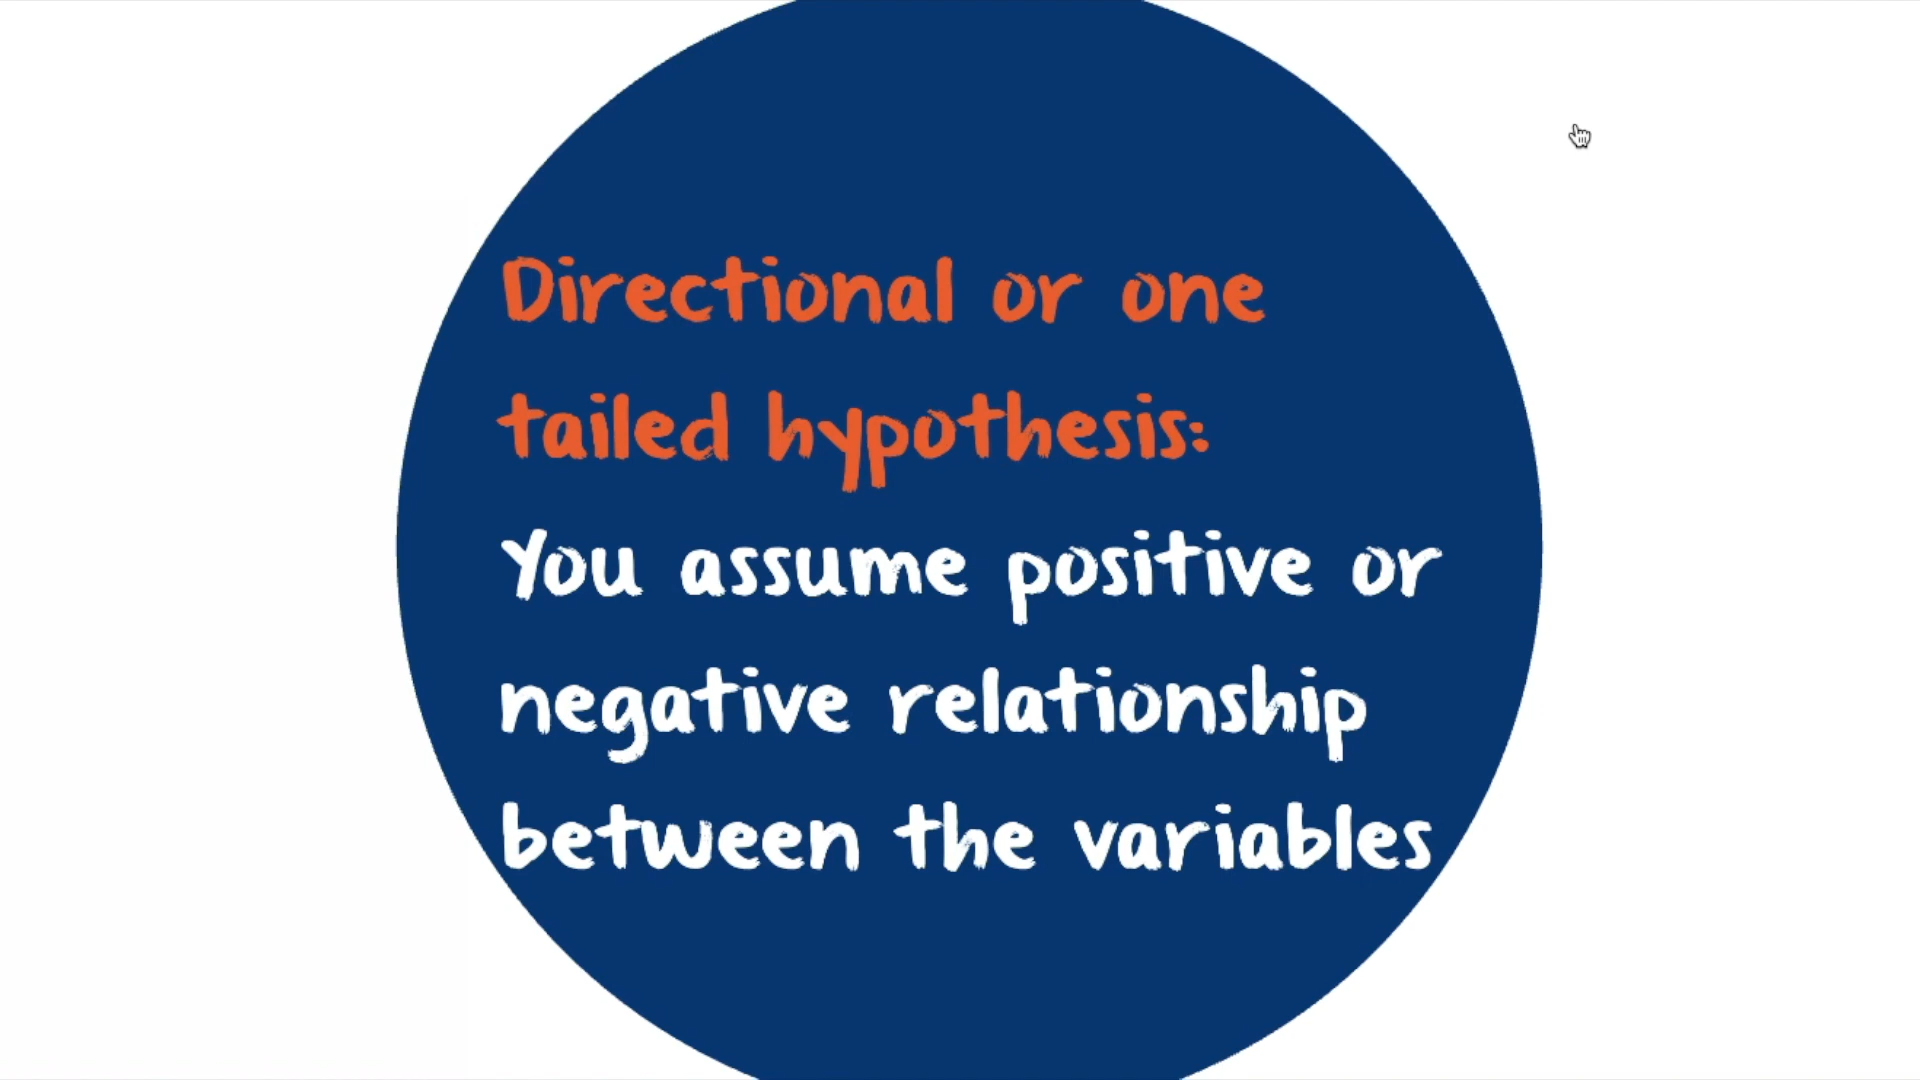 Directional or one
tailed hypothesis:
You assume positive or
negative relationship
between the variables